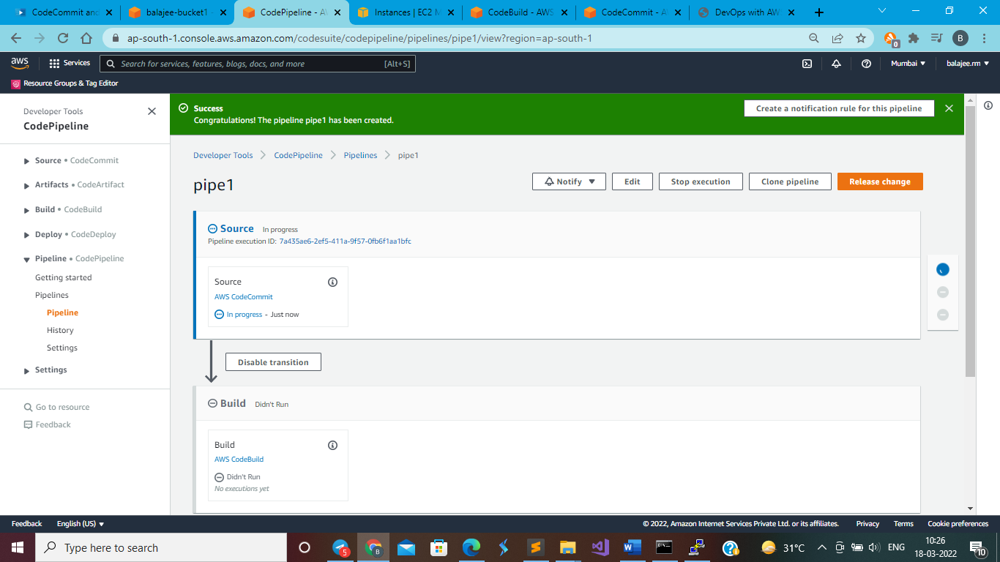 CodeCommit and
balajee-bucket1 -
CodePipeline - A
Instances | EC2 M
CodeBuild - AWS
CodeCommit - A
DevOps with AWS
ap-south-1.console.aws.amazon.com/codesuite/codepipeline/pipelines/pipe1/view?region=ap-south-1
0
B
aws
Services
Search for services, features, blogs, docs, and more
[Alt+S]
Mumbai
balajee.rm
Resource Groups & Tag Editor
Developer Tools
CodePipeline
Source • CodeCommit
Artifacts • CodeArtifact
Build • CodeBuild
Deploy • CodeDeploy
Pipeline • CodePipeline
Getting started
Pipelines
Pipeline
History
Settings
Settings
Go to resource
Feedback
Success
Congratulations! The pipeline pipe1 has been created.
Create a notification rule for this pipeline
Developer Tools
CodePipeline
Pipelines
pipe1
pipe1
Notify
Edit
Stop execution
Clone pipeline
Release change
Source In progress
Pipeline execution ID: 7a435ae6-2ef5-411a-9f57-0fb6f1aa1bfc
Source
AWS CodeCommit
In progress - Just now
Disable transition
Build Didn't Run
Build
AWS CodeBuild
Didn't Run
No executions yet
Feedback
English (US)
© 2022, Amazon Internet Services Private Ltd. or its affiliates.
Privacy
Terms
Cookie preferences
Type here to search
5
B
31°C
ENG
10:26
18-03-2022
10